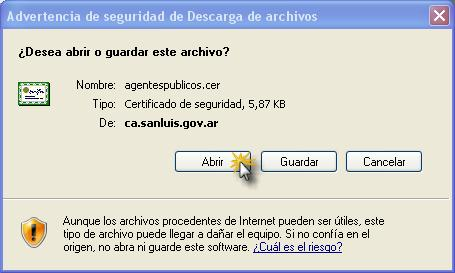 Advertencia de seguridad de Descarga de archivos
¿Desea abrir o guardar este archivo?
Nombre: agentespublicos.cer
Tipo: Certificado de seguridad, 5,87 KB
De: ca.sanluis.gov.ar
Abrir Guardar Cancelar
Aunque los archivos procedentes de Internet pueden ser útiles, este
tipo de archivo puede llegar a dañar el equipo. Si no confía en el
origen, no abra ni guarde este software. ¿Cuál es el riesgo?